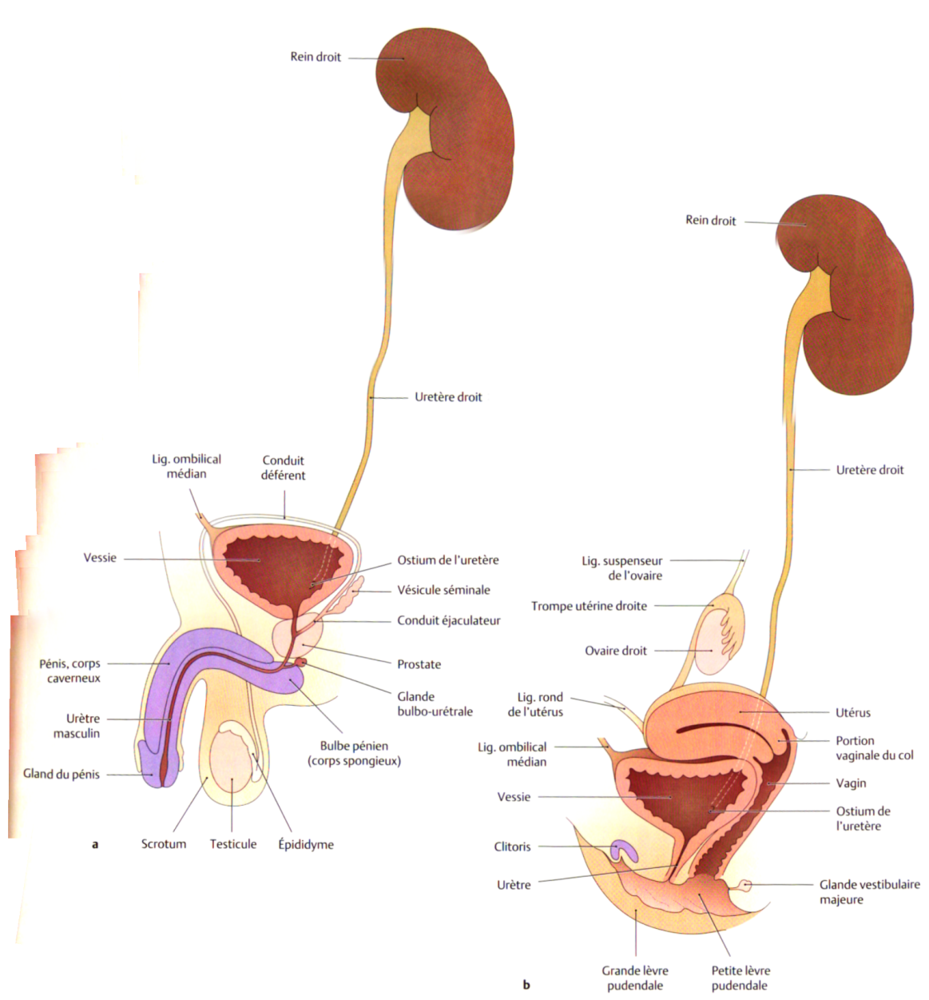 Rein droit
Uretère droit
Lig. ombilical
médian
Conduit
déférent
Vessie
Ostium de l'uretère
Vésicule séminale
Conduit éjaculateur
Pénis, corps
caverneux
Prostate
Glande
bulbo-urétrale
Urètre
masculin
Bulbe pénien
(corps spongieux)
Gland du pénis
a
Scrotum
Testicule
Épididyme
Rein droit
Uretère droit
Lig. suspenseur
de l'ovaire
Trompe utérine droite
Ovaire droit
Lig. rond
de l'utérus
Utérus
Lig. ombilical
médian
Portion
vaginale du col
Vagin
Vessie
Ostium de
l'uretère
Clitoris
Urètre
Glande vestibulaire
majeure
Grande lèvre
pudendale
Petite lèvre
pudendale
b